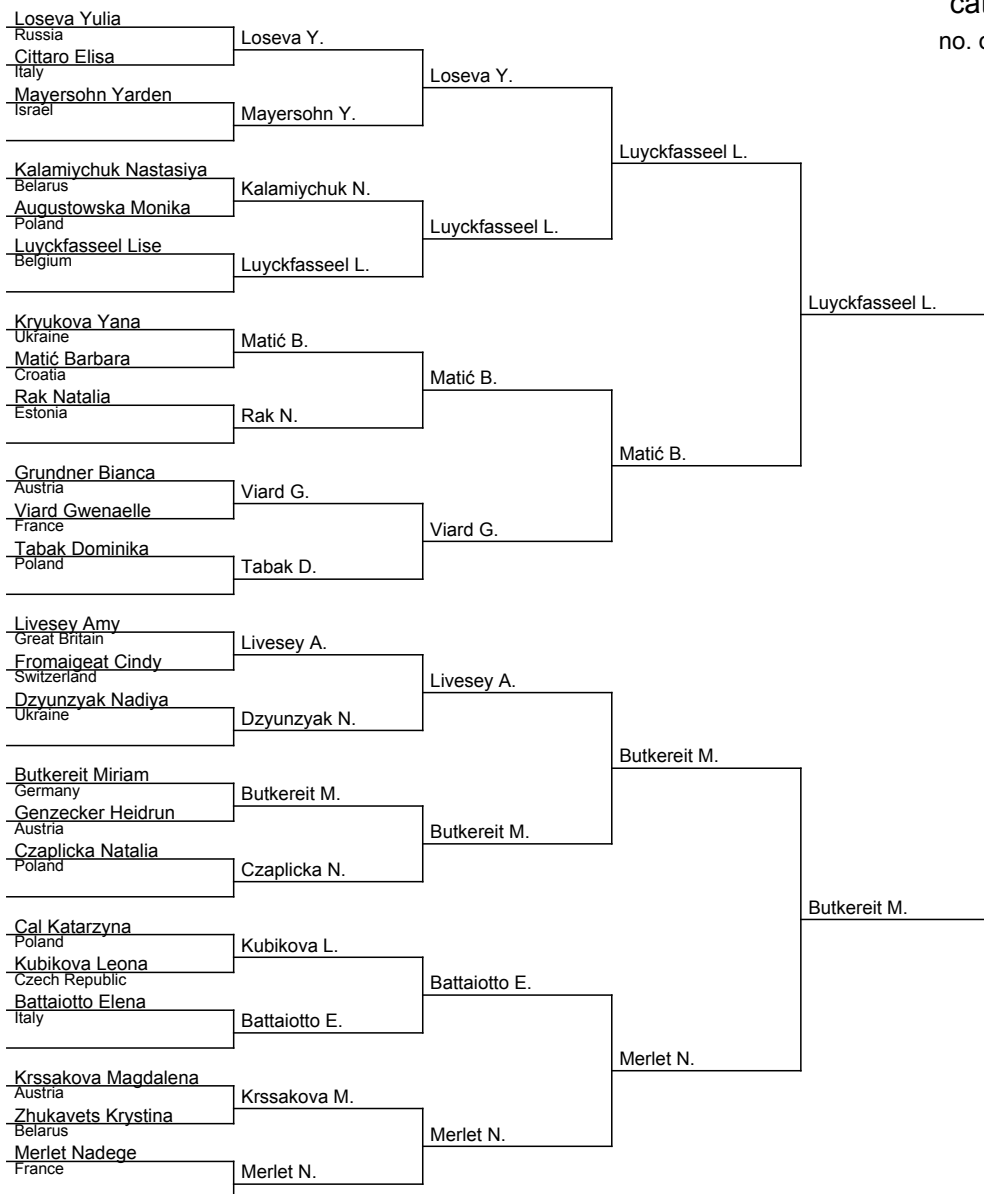 cat
no. o
Loseva Yulia
Russia
Cittaro Elisa
Italy
Mayersohn Yarden
Israel
Kalamiychuk Nastasiya
Belarus
Augustowska Monika
Poland
Luyckfasseel Lise
Belgium
Kryukova Yana
Ukraine
Matić Barbara
Croatia
Rak Natalia
Estonia
Grundner Bianca
Austria
Viard Gwenaelle
France
Tabak Dominika
Poland
Livesey Amy
Great Britain
Fromaigeat Cindy
Switzerland
Dzyunzyak Nadiya
Ukraine
Butkereit Miriam
Germany
Genzecker Heidrun
Austria
Czaplicka Natalia
Poland
Cal Katarzyna
Poland
Kubikova Leona
Czech Republic
Battaiotto Elena
Italy
Krssakova Magdalena
Austria
Zhukavets Krystina
Belarus
Merlet Nadege
France
Loseva Y.
Mayersohn Y.
Kalamiychuk N.
Luyckfasseel L.
Matić B.
Rak N.
Viard G.
Tabak D.
Livesey A.
Dzyunzyak N.
Butkereit M.
Czaplicka N.
Kubikova L.
Battaiotto E.
Krssakova M.
Merlet N.
Loseva Y.
Luyckfasseel L.
Matić B.
Viard G.
Livesey A.
Butkereit M.
Battaiotto E.
Merlet N.
Luyckfasseel L.
Matić B.
Butkereit M.
Merlet N.
Luyckfasseel L.
Butkereit M.